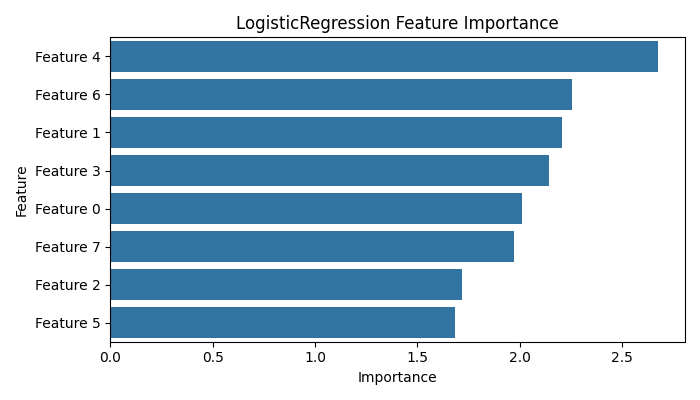 LogisticRegression Feature Importance
Feature 4
Feature 6
Feature 1
Feature 3
Feature 0
Feature 7
Feature 2
Feature 5
Feature
0.0 0.5 1.0 1.5 2.0 2.5
Importance